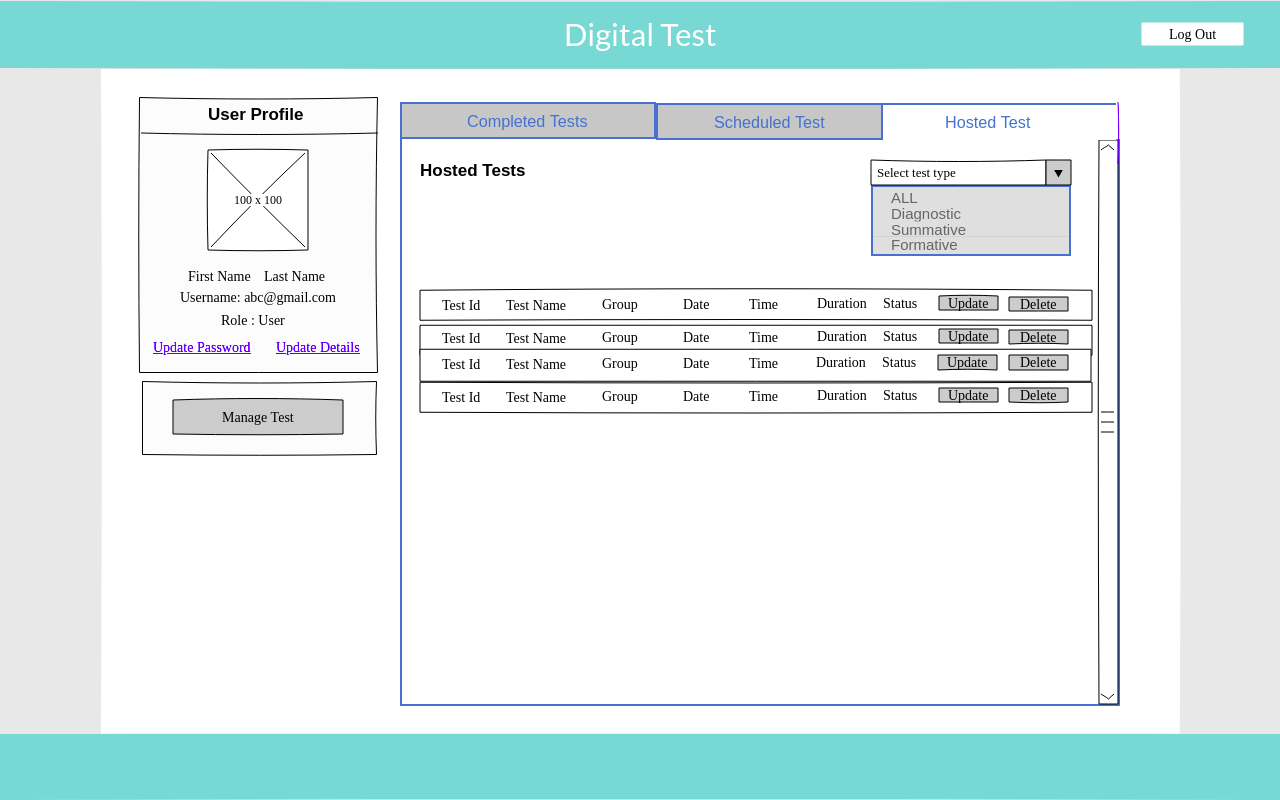 Digital Test
Log Out
User Profile
100 x 100
First Name Last Name
Username: abc@gmail.com
Role : User
Update Password Update Details
Manage Test
Completed Tests Scheduled Test Hosted Test
Hosted Tests
Select test type
ALL
Diagnostic
Summative
Formative
Test Id Test Name Group Date Time Duration Status Update Delete
Test Id Test Name Group Date Time Duration Status Update Delete
Test Id Test Name Group Date Time Duration Status Update Delete
Test Id Test Name Group Date Time Duration Status Update Delete